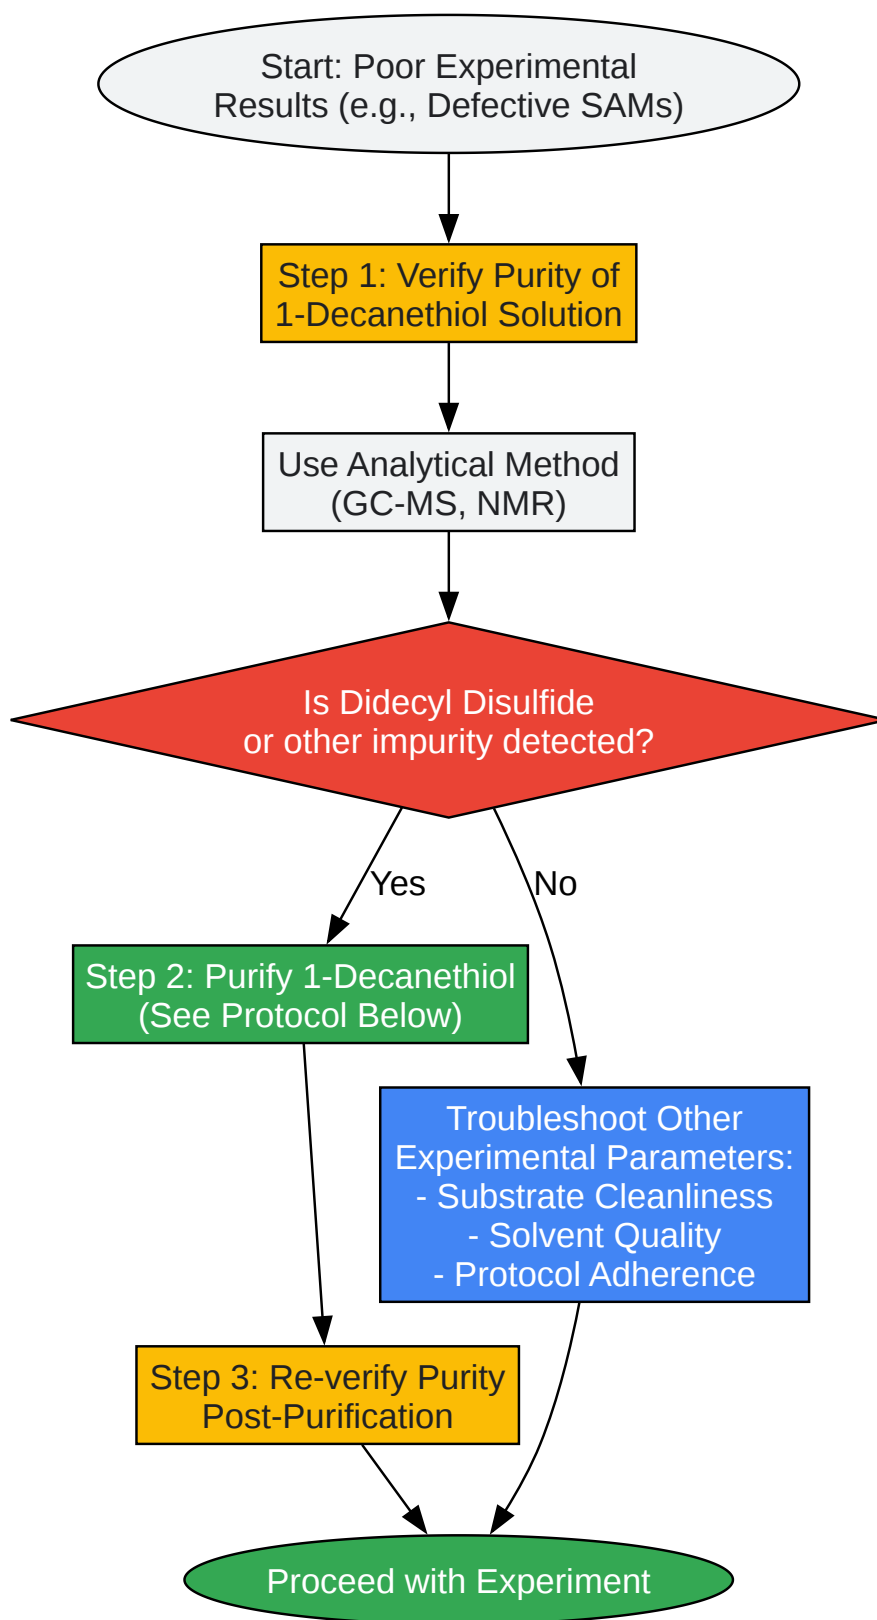 Start: Poor Experimental
Results (e.g., Defective SAMs)
Step 1: Verify Purity of
1-Decanethiol Solution
Use Analytical Method
(GC-MS, NMR)
Is Didecyl Disulfide
or other impurity detected?
Yes
No
Step 2: Purify 1-Decanethiol
(See Protocol Below)
Troubleshoot Other
Experimental Parameters:
- Substrate Cleanliness
- Solvent Quality
- Protocol Adherence
Step 3: Re-verify Purity
Post-Purification
Proceed with Experiment